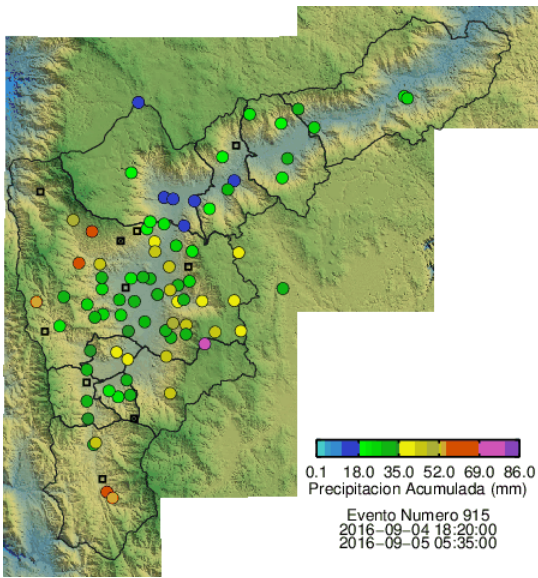 0.1 18.0 35.0 52.0 69.0 86.0
Precipitacion Acumulada (mm)
Evento Numero 915
2016-09-04 18:20:00
2016-09-05 05:35:00